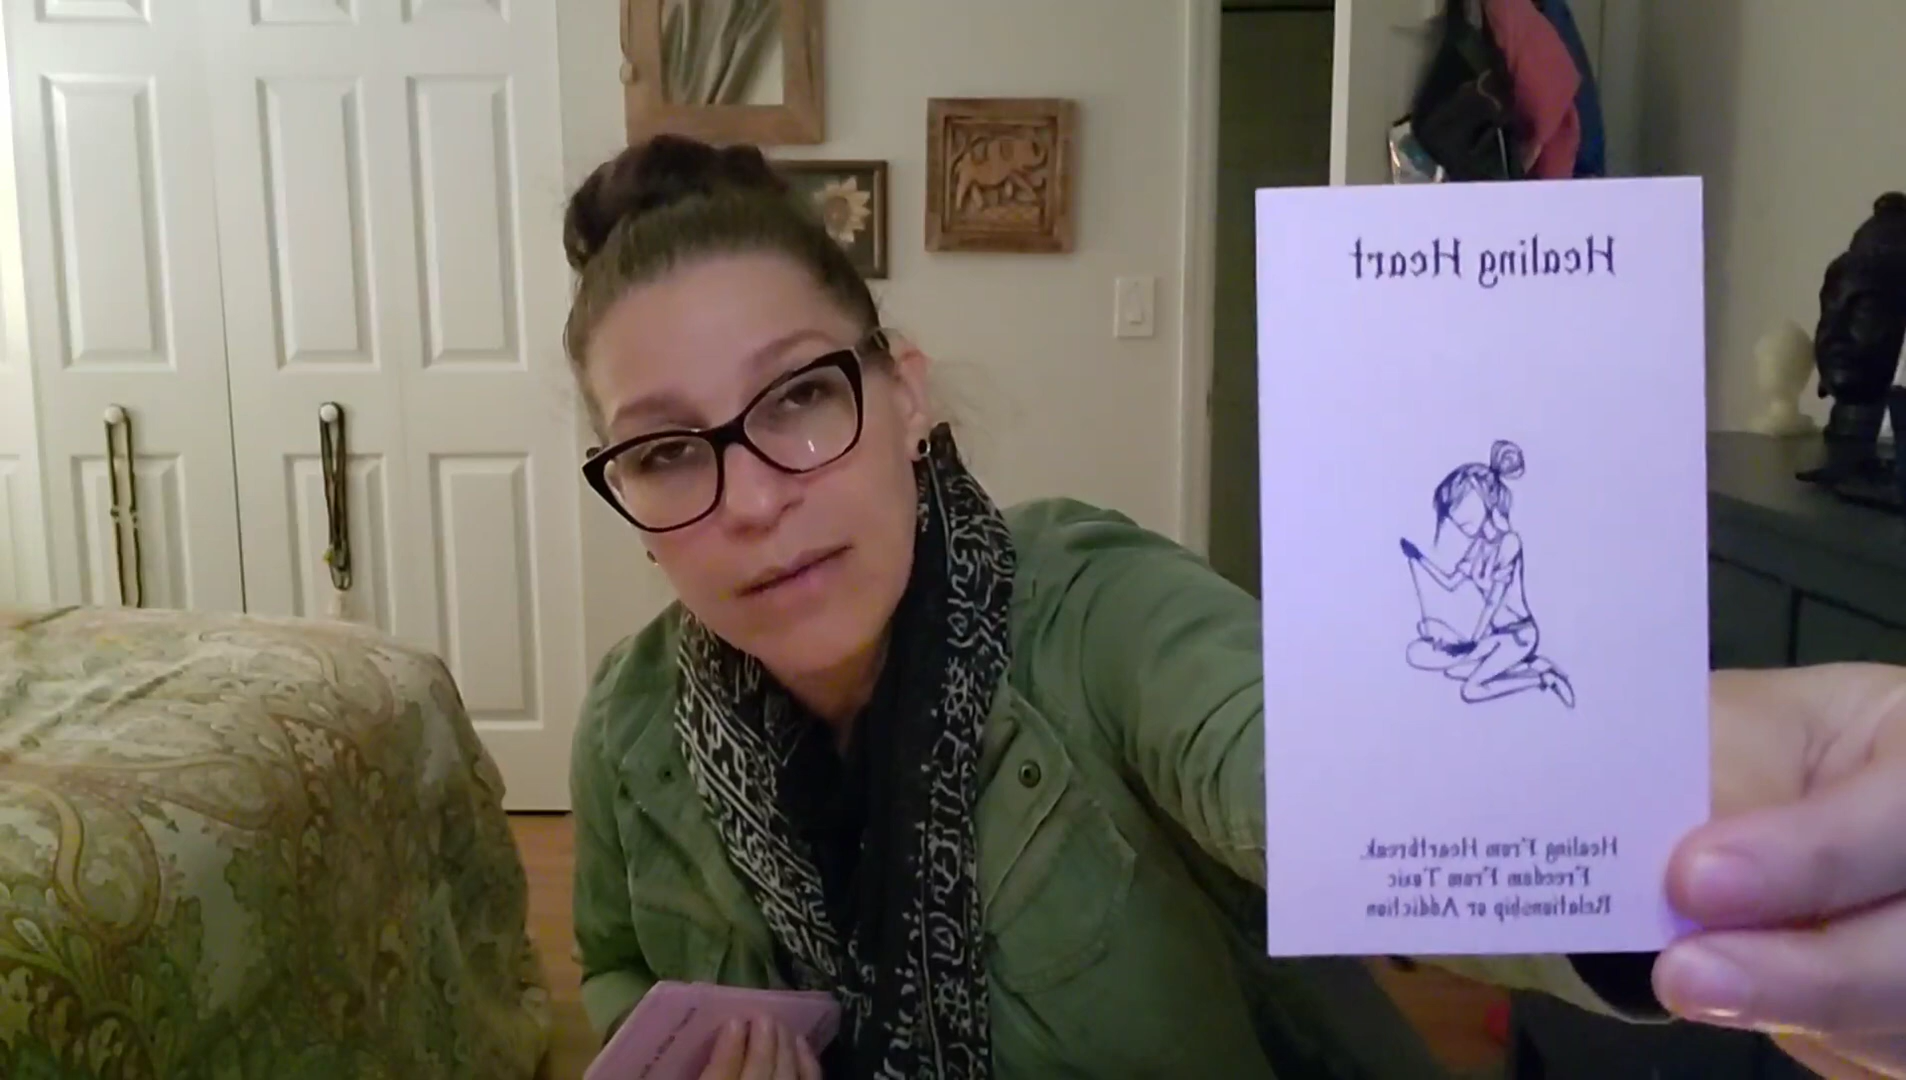 Healing Heart
Healing From Heartbreak.
Freedom From Toxic
Relationship or Addiction